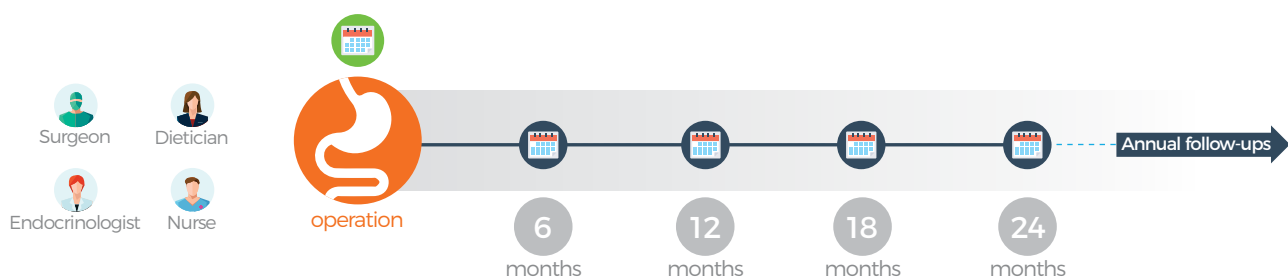 Surgeon
Dietician
Endocrinologist
Nurse
operation
6
months
12
months
18
months
24
months
Annual follow-ups